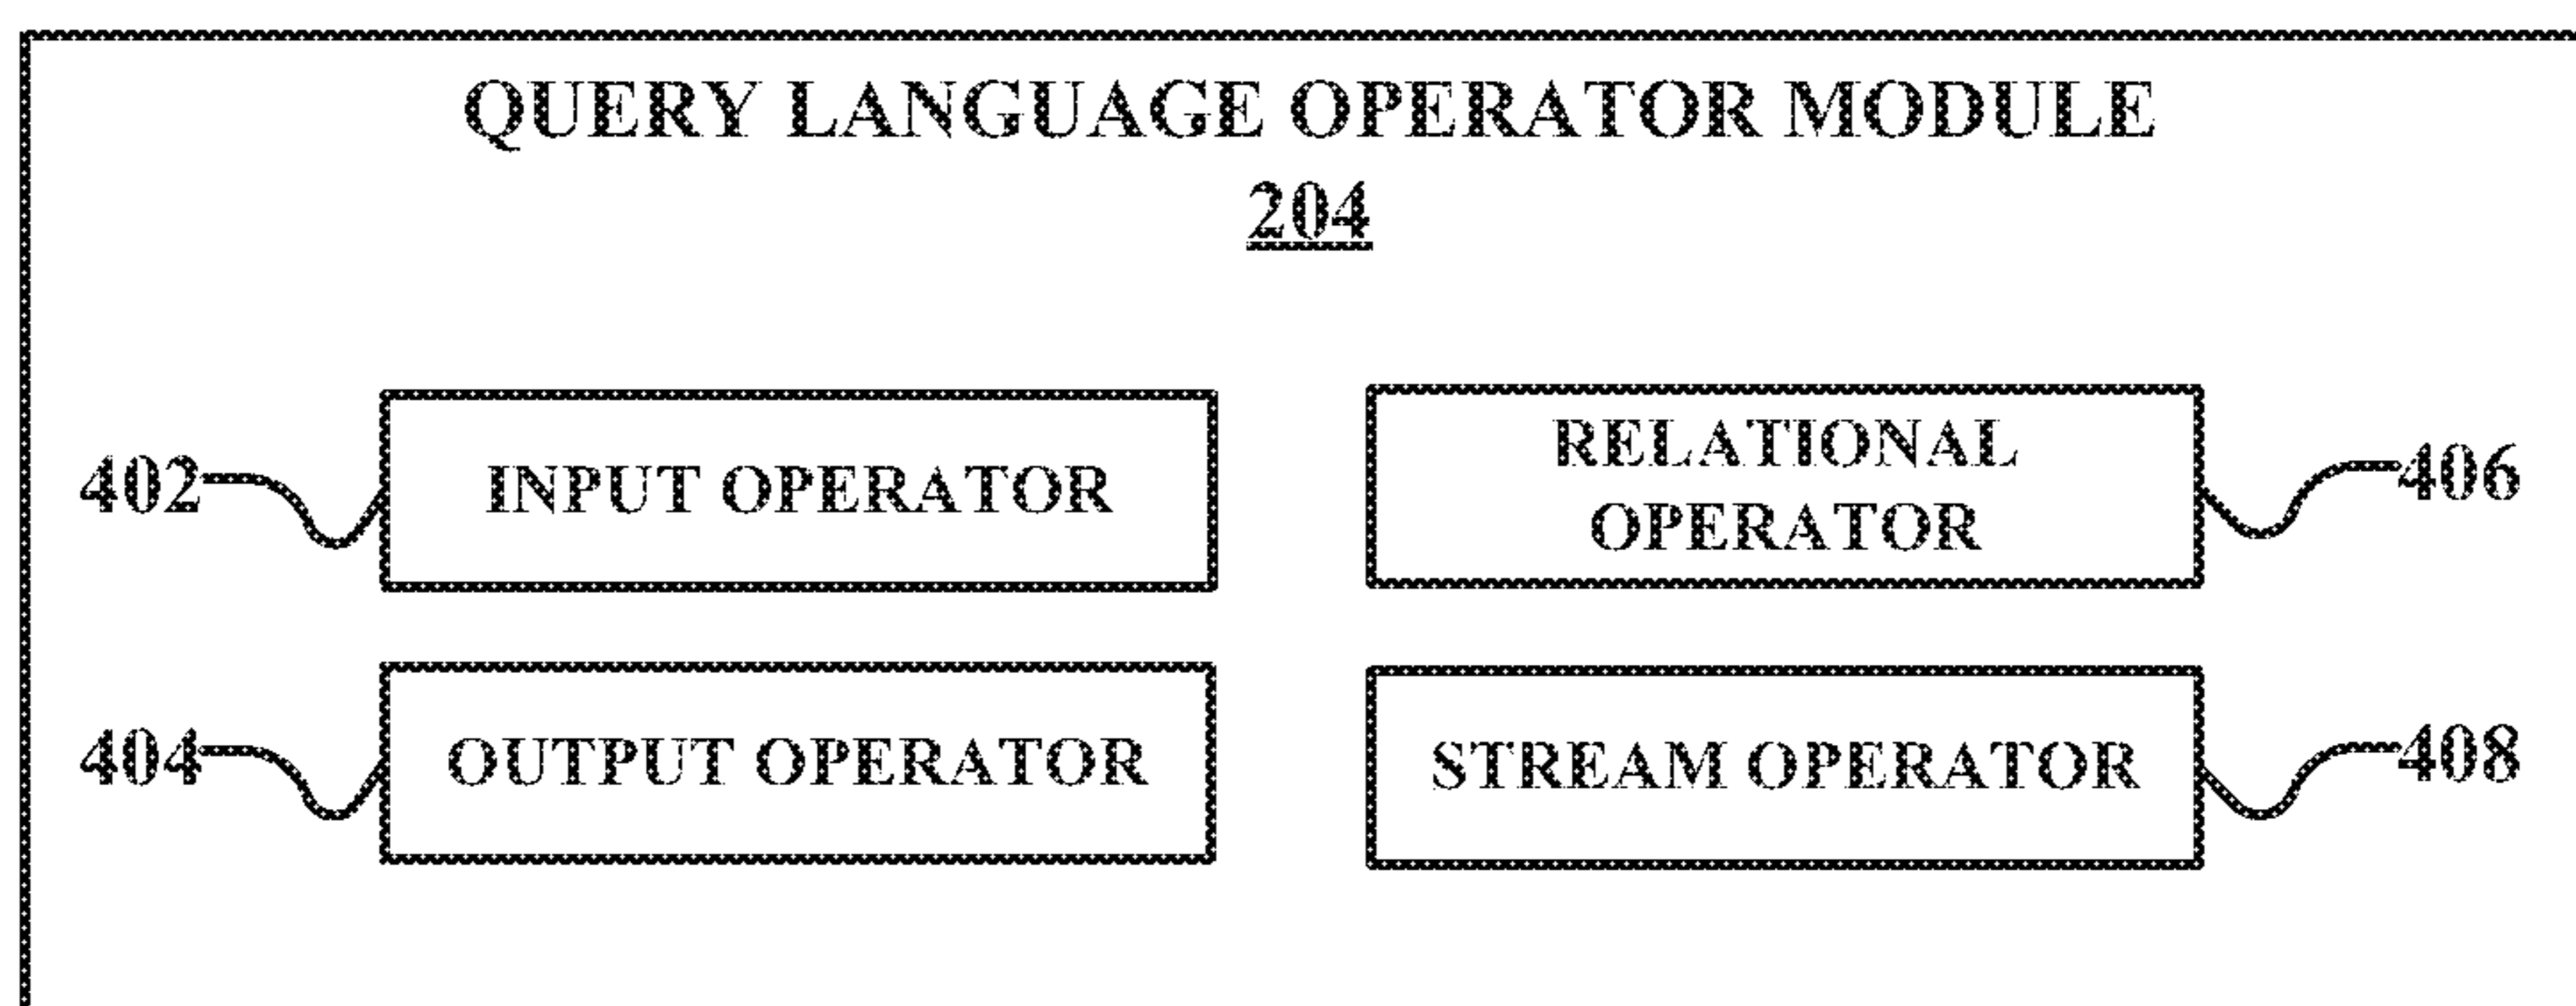 QUERY LANGUAGE OPERATOR MODULE
204
402
INPUT OPERATOR
RELATIONAL
OPERATOR
406
404
OUTPUT OPERATOR
STREAM OPERATOR
408